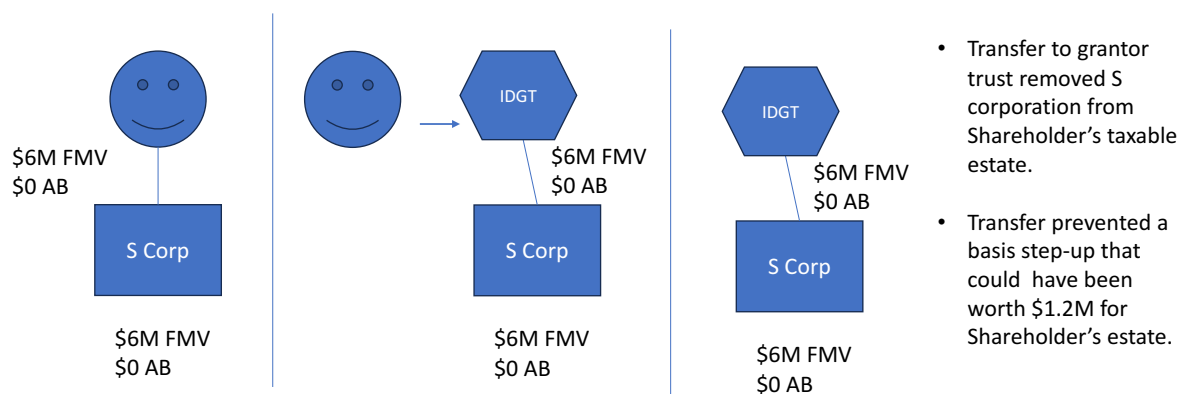 $6M FMV
$0 AB
S Corp
$6M FMV
$0 AB
IDGT
$6M FMV
$0 AB
S Corp
$6M FMV
$0 AB
IDGT
$6M FMV
$0 AB
S Corp
$6M FMV
$0 AB
• Transfer to grantor
trust removed S
corporation from
Shareholder’s taxable
estate.
• Transfer prevented a
basis step-up that
could have been
worth $1.2M for
Shareholder’s estate.